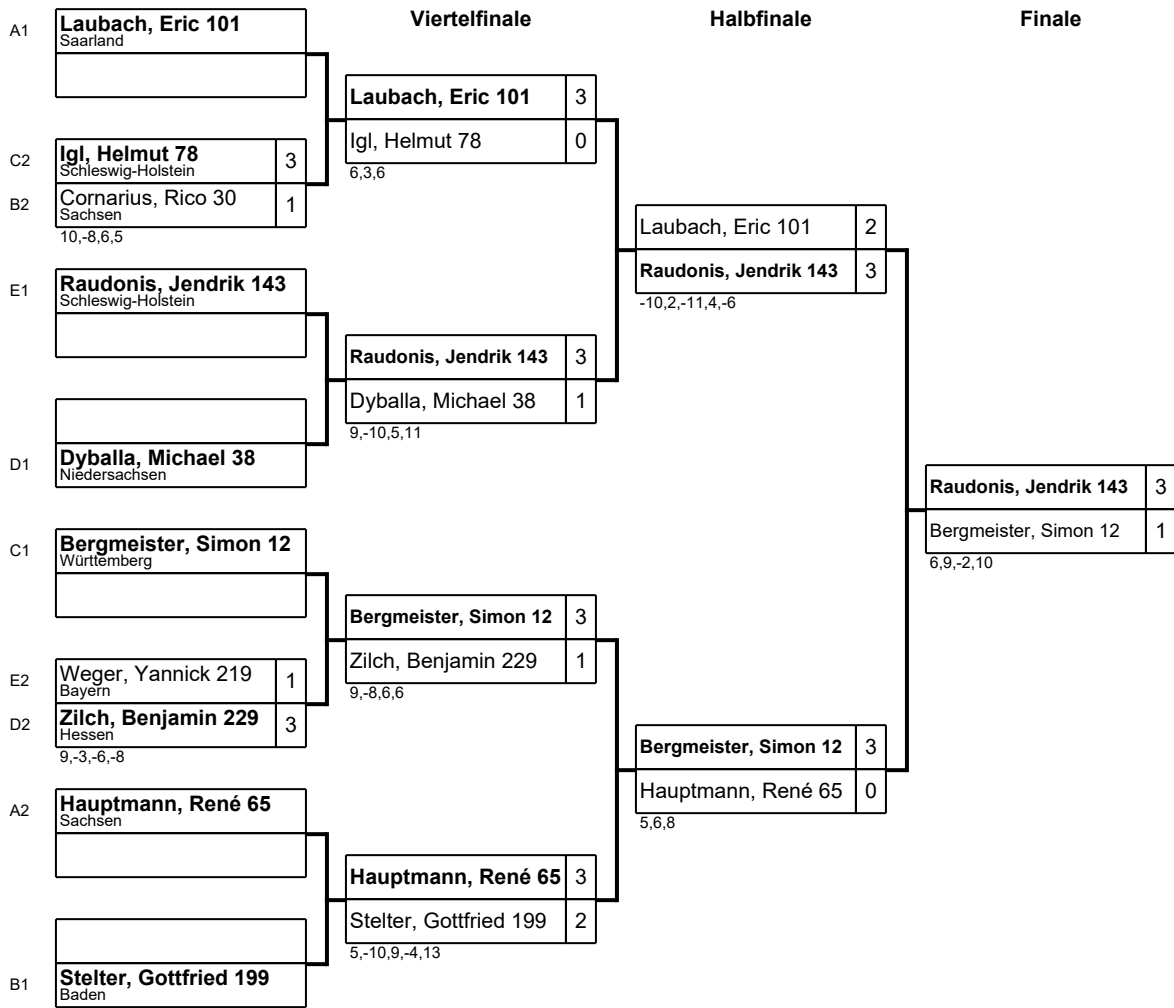 Viertelfinale
Halbfinale
Finale
A1
Laubach, Eric 101
Saarland
C2
Igl, Helmut 78
Schleswig-Holstein
3
B2
Cornarius, Rico 30
Sachsen
1
10,-8,6,5
E1
Raudonis, Jendrik 143
Schleswig-Holstein
D1
Dyballa, Michael 38
Niedersachsen
C1
Bergmeister, Simon 12
Württemberg
E2
Weger, Yannick 219
Bayern
1
D2
Zilch, Benjamin 229
Hessen
3
9,-3,-6,-8
A2
Hauptmann, René 65
Sachsen
B1
Stelter, Gottfried 199
Baden
Laubach, Eric 101 3
Igl, Helmut 78 0
6,3,6
Raudonis, Jendrik 143 3
Dyballa, Michael 38 1
9,-10,5,11
Bergmeister, Simon 12 3
Zilch, Benjamin 229 1
9,-8,6,6
Hauptmann, René 65 3
Stelter, Gottfried 199 2
5,-10,9,-4,13
Laubach, Eric 101 2
Raudonis, Jendrik 143 3
-10,2,-11,4,-6
Bergmeister, Simon 12 3
Hauptmann, René 65 0
5,6,8
Raudonis, Jendrik 143 3
Bergmeister, Simon 12 1
6,9,-2,10